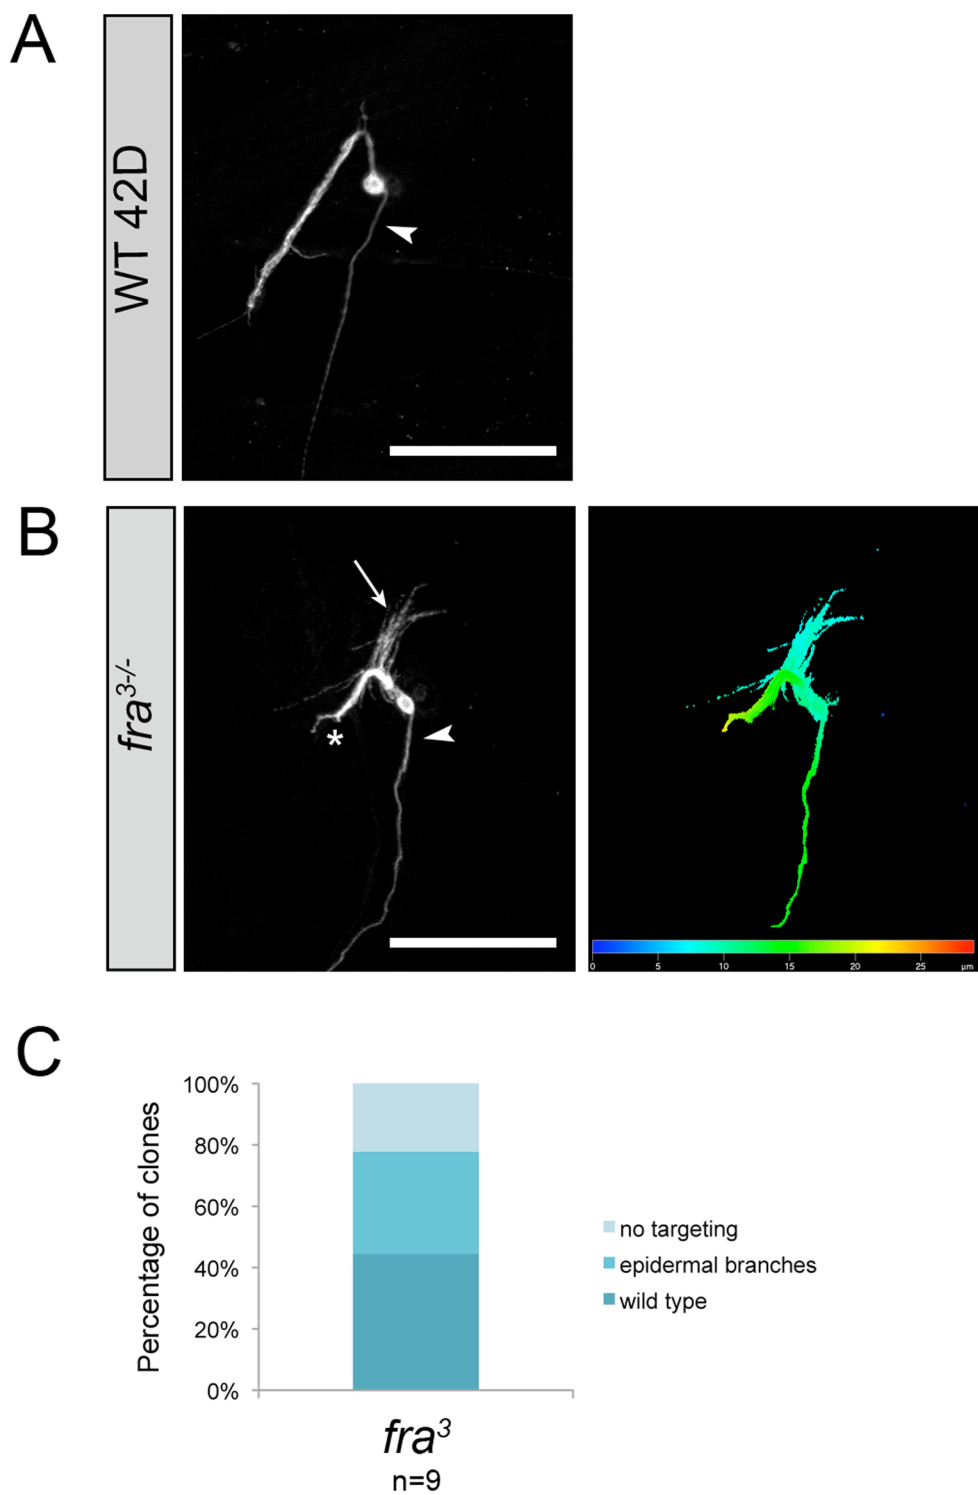 A
WT 42D
B
fra3-/-
*
0 5 10 15 20 25 µm
C
Percentage of clones
100%
80%
60%
40%
20%
0%
no targeting
epidermal branches
wild type
fra3
n=9